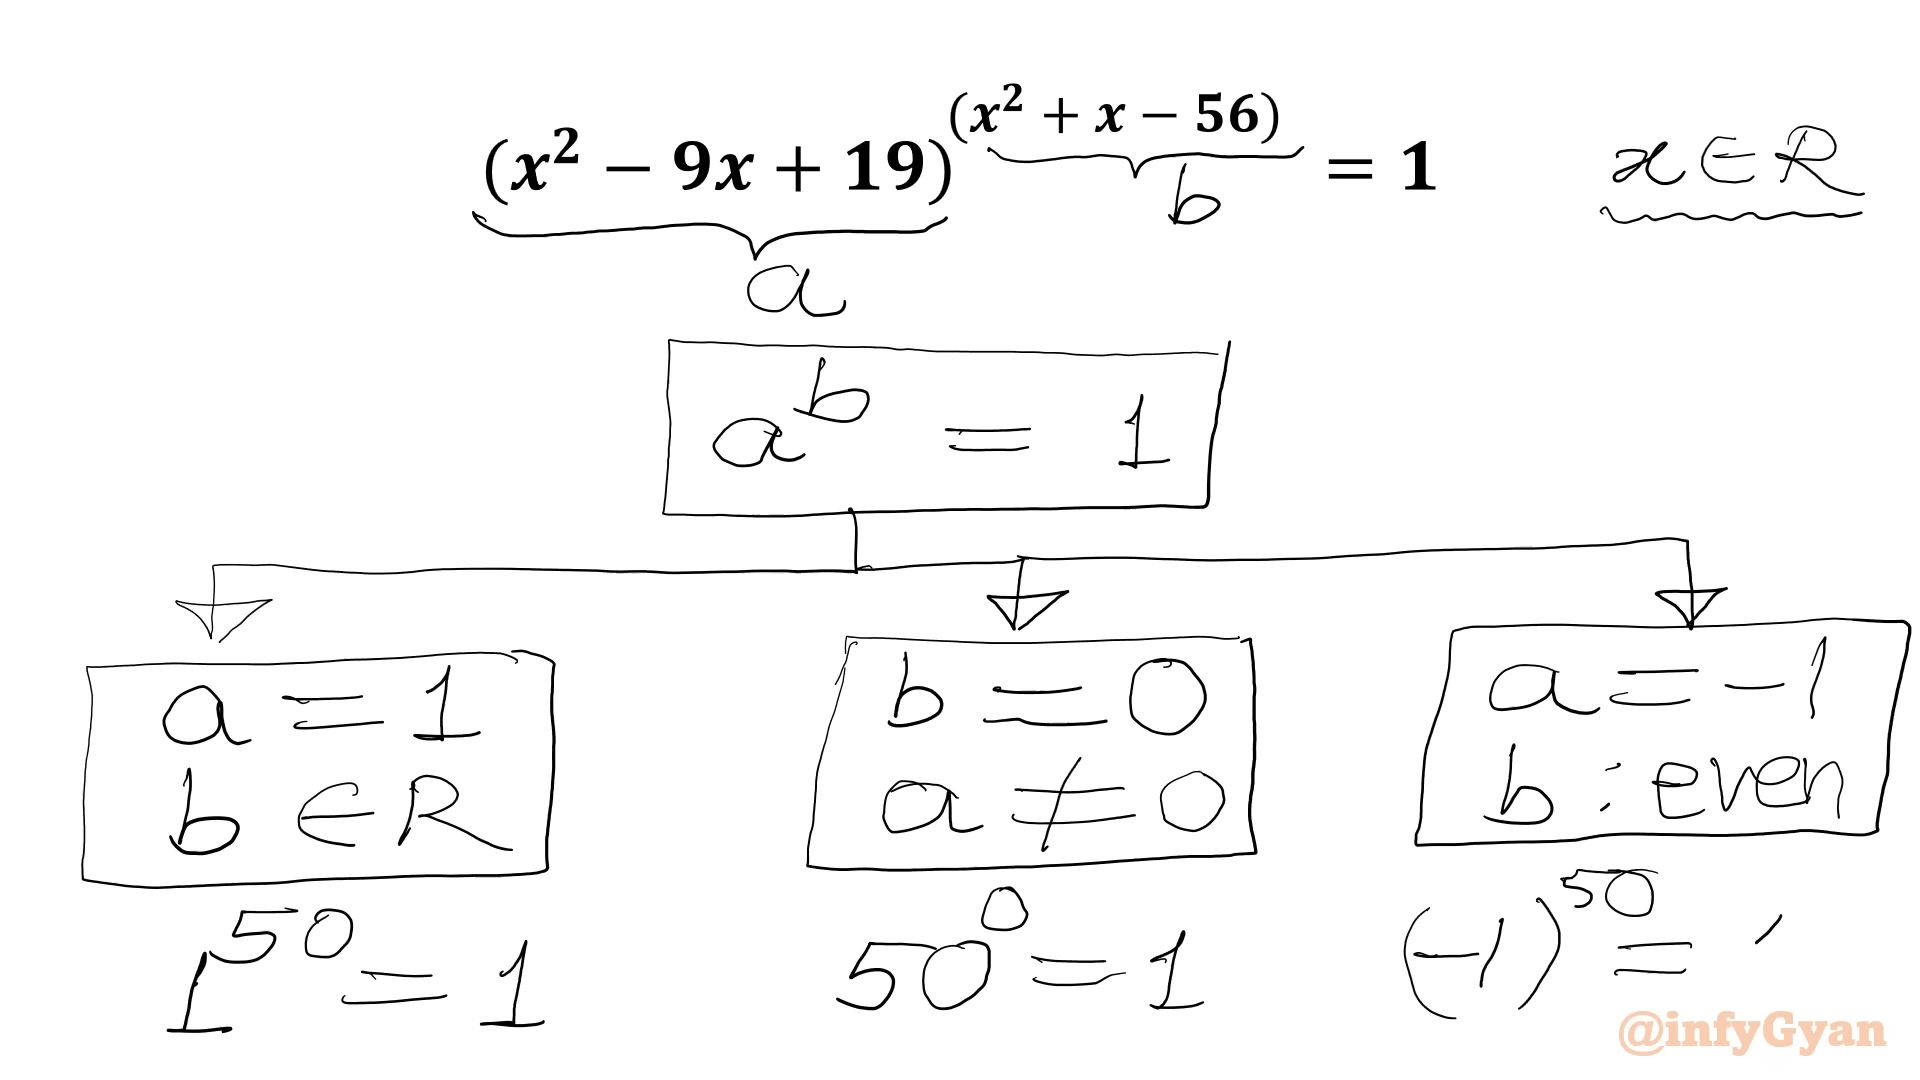 (x² − 9x + 19)^(x² + x − 56) = 1   x ∈ R
b
a
a^b = 1
a = 1   b = 0   a = −1
b ∈ R   a ≠ 0   b : even
1^50 = 1   50^0 = 1   (−1)^50 =
@infyGyan